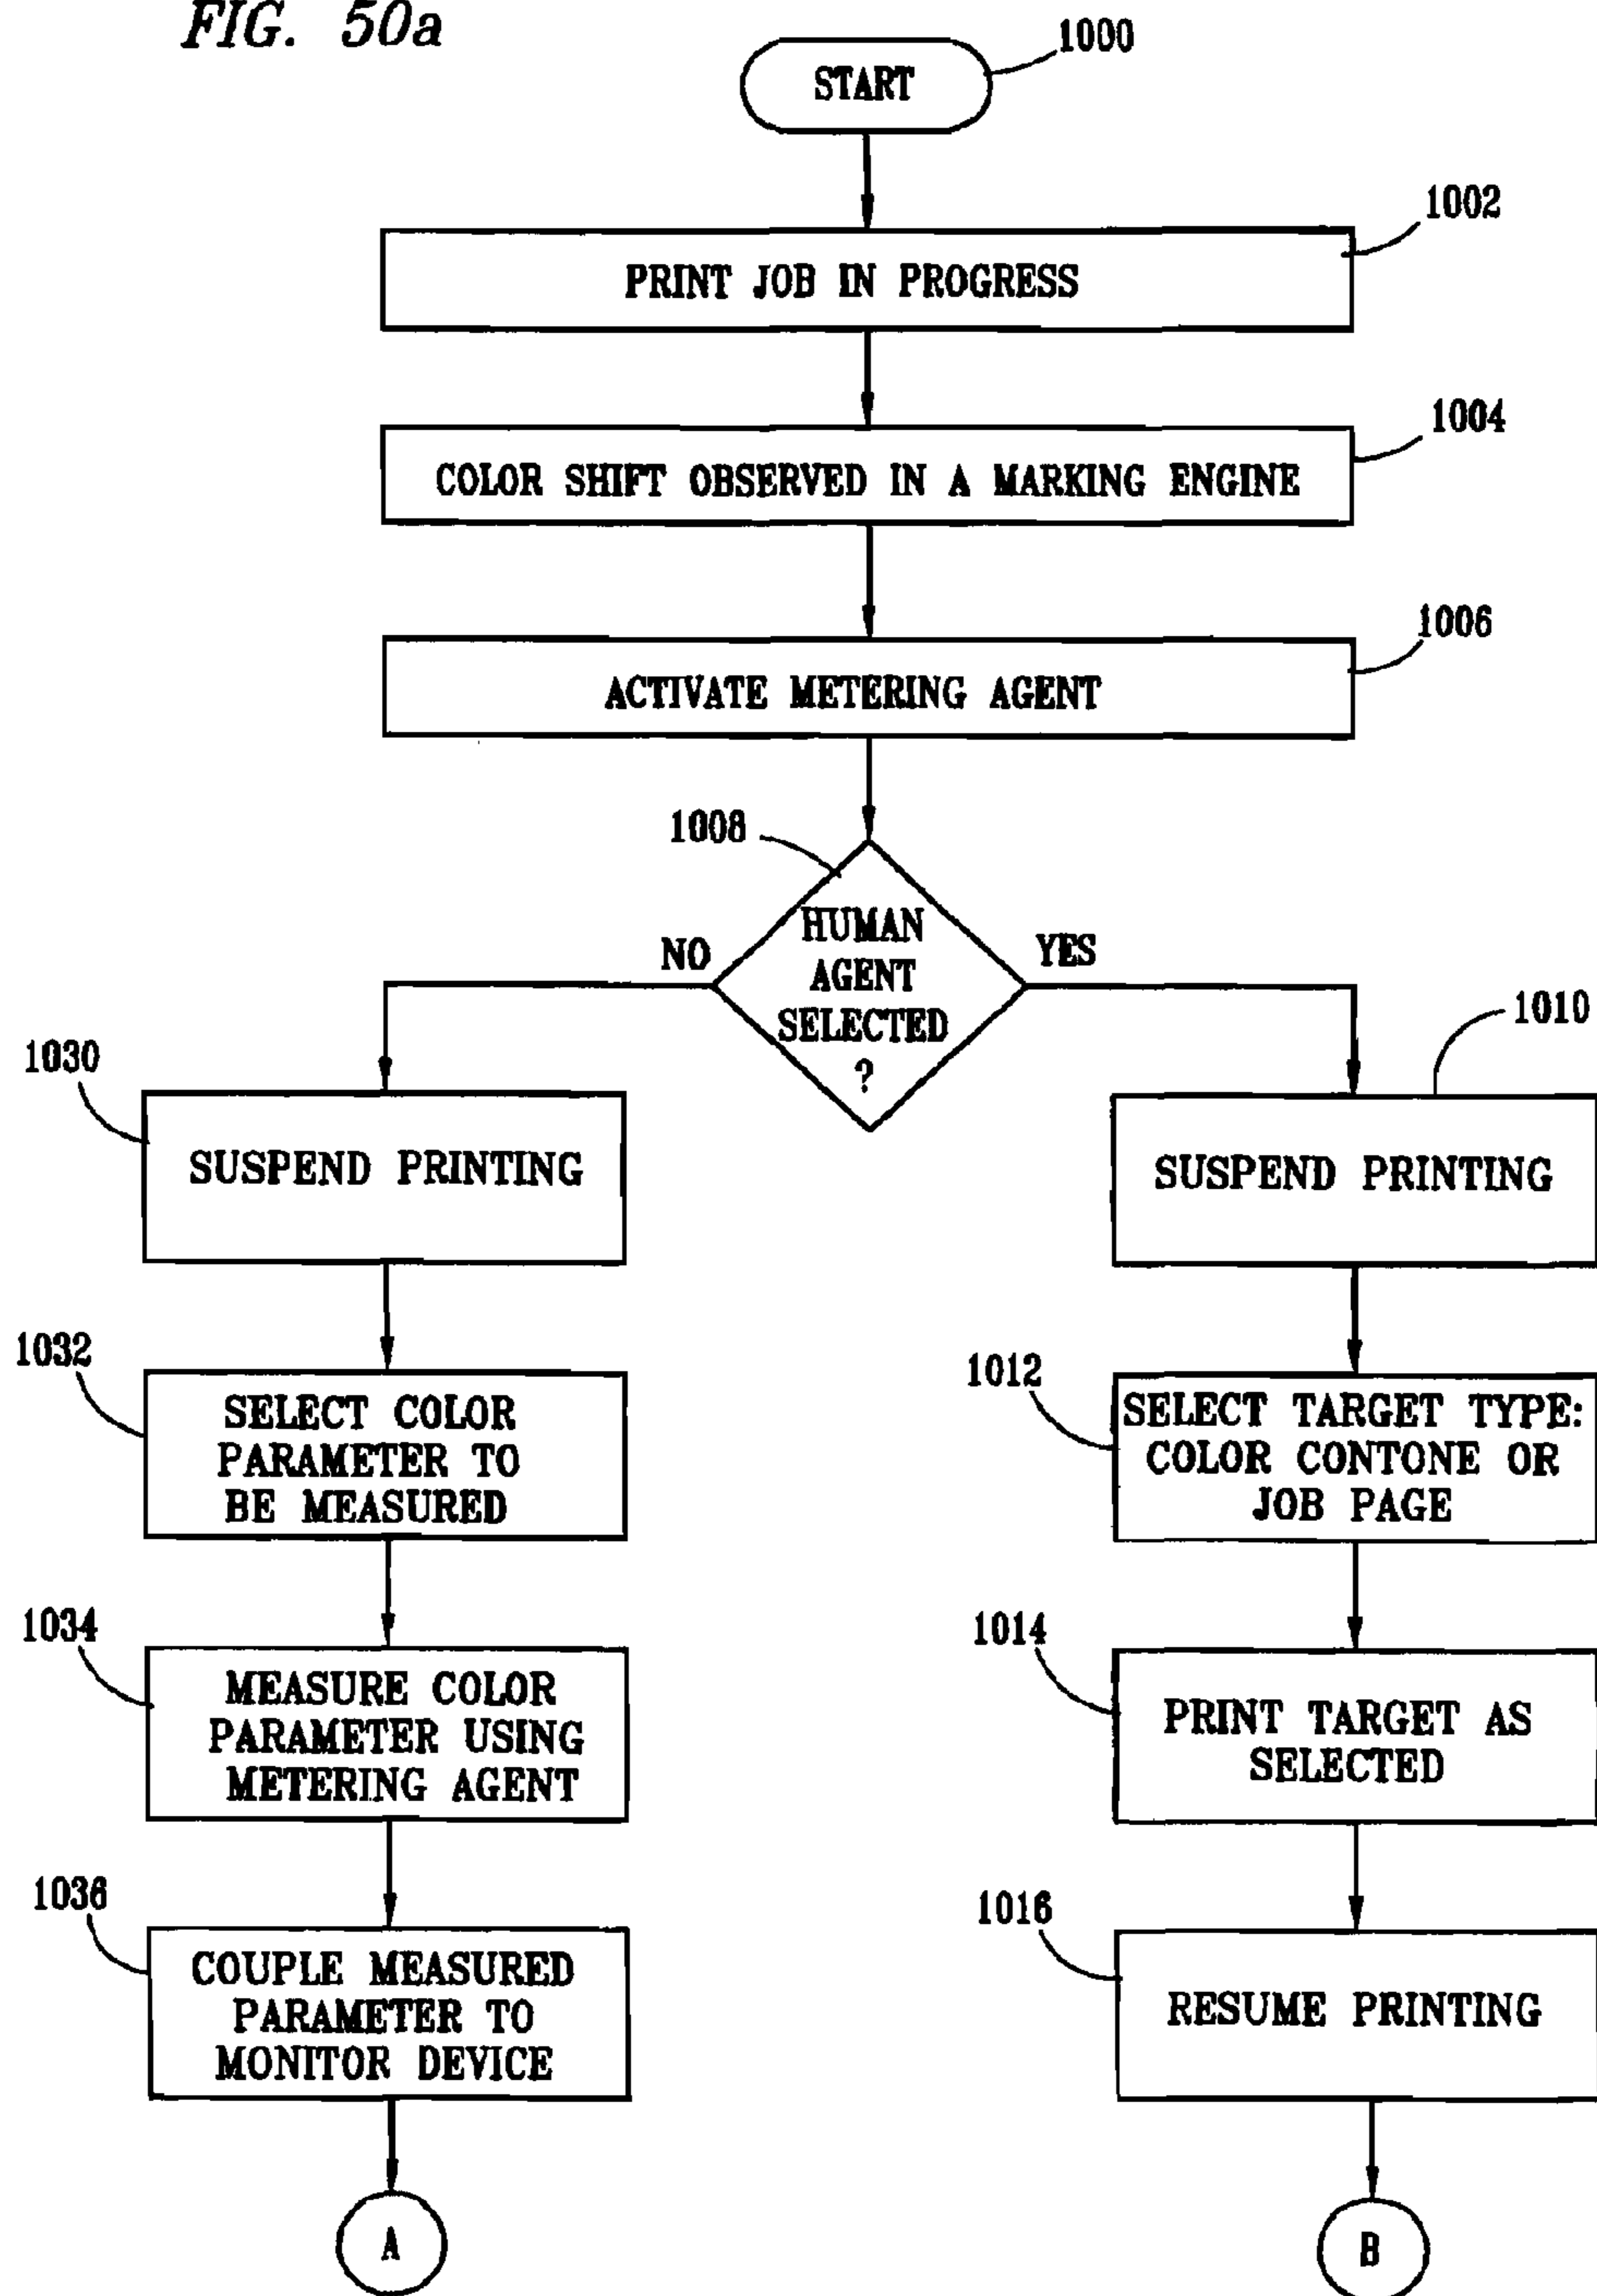 FIG. 50a
1000
START
1002
PRINT JOB IN PROGRESS
1004
COLOR SHIFT OBSERVED IN A MARKING ENGINE
1006
ACTIVATE METERING AGENT
1008
HUMAN
AGENT
SELECTED
?
NO
YES
1030
SUSPEND PRINTING
1032
SELECT COLOR
PARAMETER TO
BE MEASURED
1034
MEASURE COLOR
PARAMETER USING
METERING AGENT
1036
COUPLE MEASURED
PARAMETER TO
MONITOR DEVICE
A
1010
SUSPEND PRINTING
1012
SELECT TARGET TYPE:
COLOR CONTONE OR
JOB PAGE
1014
PRINT TARGET AS
SELECTED
1016
RESUME PRINTING
B